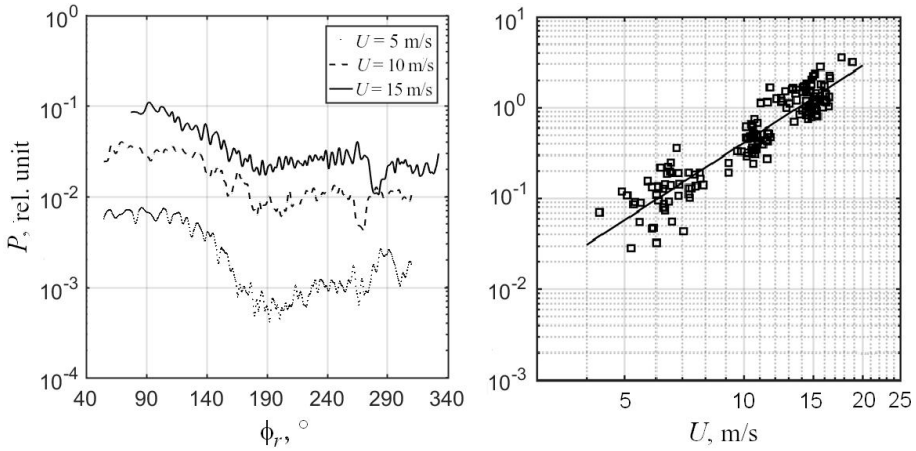 10^0
10^-1
10^-2
10^-3
10^-4
P, rel. unit
U = 5 m/s
U = 10 m/s
U = 15 m/s
40 90 140 190 240 290 340
ϕ_r, °
10^1
10^0
10^-1
10^-2
10^-3
5 10 15 20 25
U, m/s